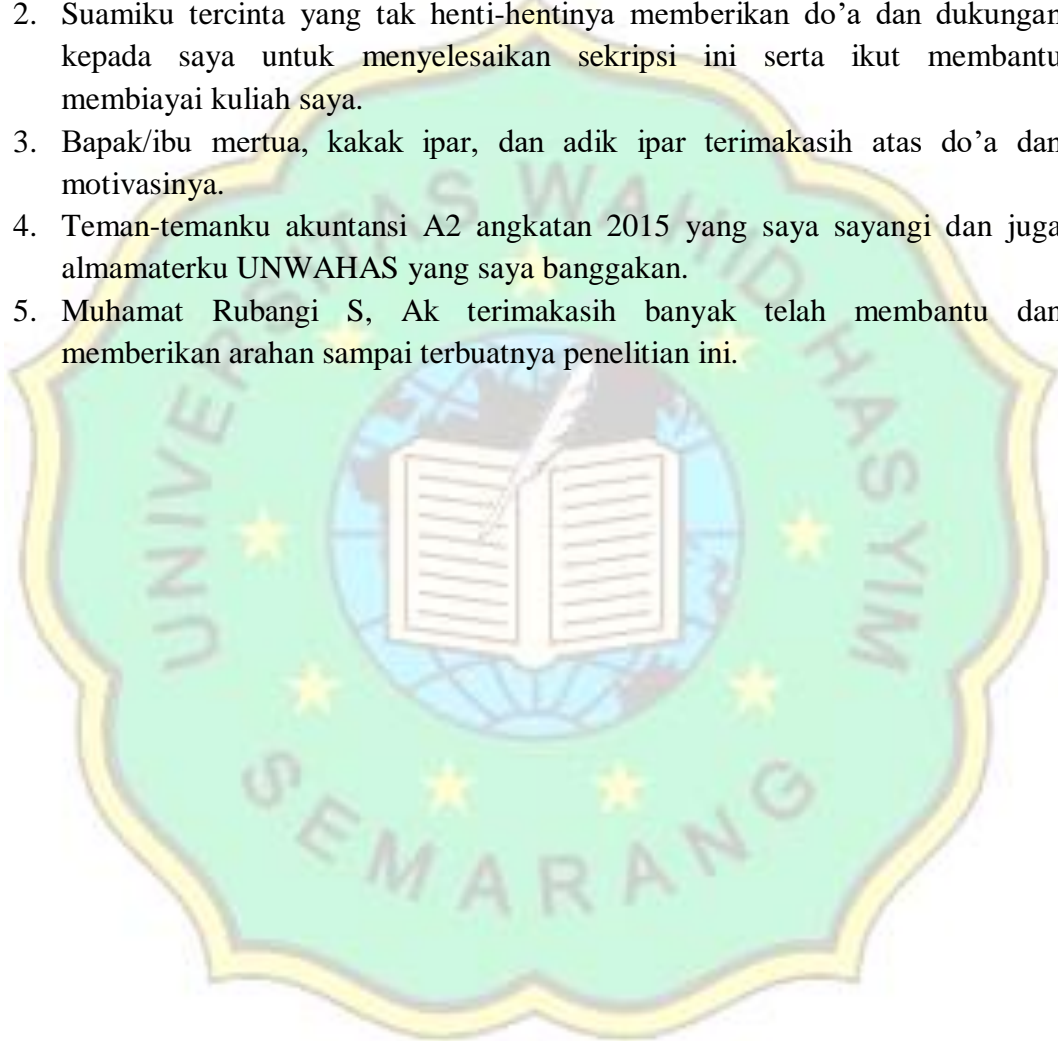 2. Suamiku tercinta yang tak henti-hentinya memberikan do’a dan dukungan
kepada saya untuk menyelesaikan sekripsi ini serta ikut membantu
membiayai kuliah saya.
3. Bapak/ibu mertua, kakak ipar, dan adik ipar terimakasih atas do’a dan
motivasinya.
4. Teman-temanku akuntansi A2 angkatan 2015 yang saya sayangi dan juga
almamaterku UNWAHAS yang saya banggakan.
5. Muhamat Rubangi S, Ak terimakasih banyak telah membantu dan
memberikan arahan sampai terbuatnya penelitian ini.
UNIVERSITAS WAHID HASYIM
SEMARANG